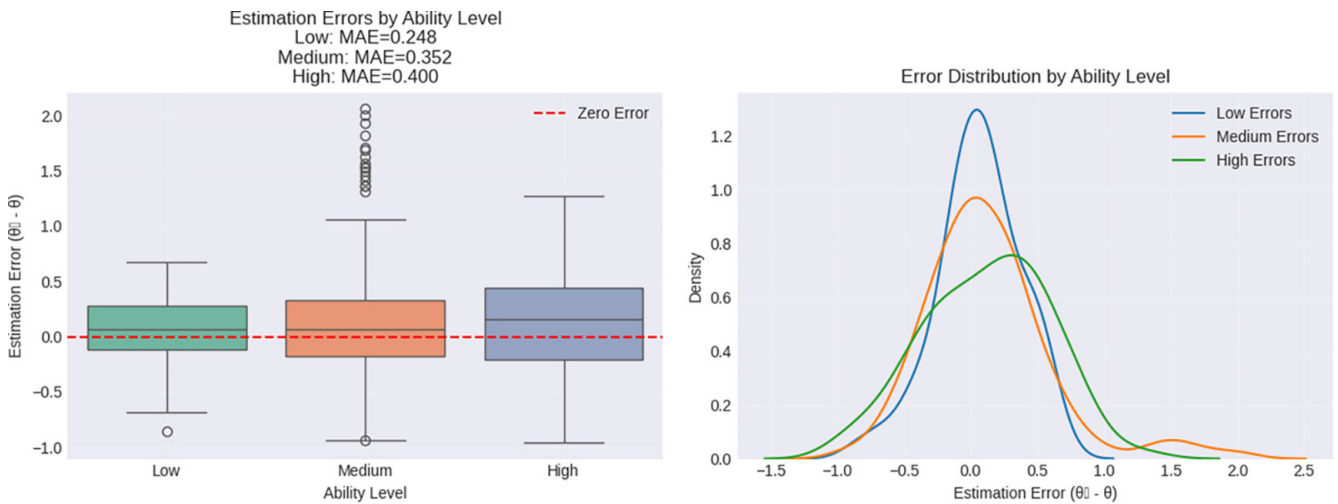 Estimation Errors by Ability Level
Low: MAE=0.248
Medium: MAE=0.352
High: MAE=0.400
Zero Error
2.0
1.5
1.0
0.5
0.0
−0.5
−1.0
Estimation Error (θ▯ - θ)
Low
Medium
High
Ability Level
Error Distribution by Ability Level
Low Errors
Medium Errors
High Errors
1.2
1.0
0.8
0.6
0.4
0.2
0.0
Density
−1.5
−1.0
−0.5
0.0
0.5
1.0
1.5
2.0
2.5
Estimation Error (θ▯ - θ)